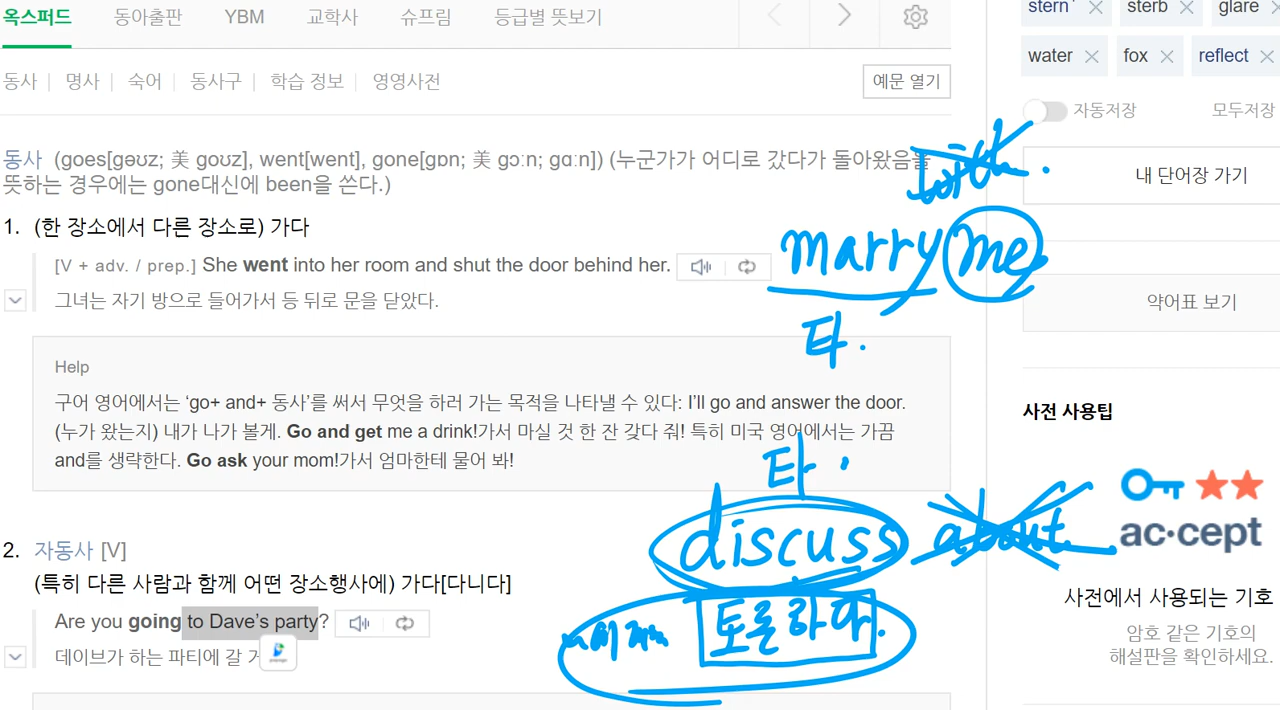 옥스퍼드 동아출판 YBM 교학사 슈프림 등급별 뜻보기
stern sterb glare
water fox reflect
동사 명사 숙어 동사구 학습 정보 영영사전 예문 열기
자동저장 모두저장
with.
동사 (goes[gəʊz; 美 goʊz], went[went], gone[gɒn; 美 gɔːn; gɑːn]) (누군가가 어디로 갔다가 돌아왔음을
뜻하는 경우에는 gone대신에 been을 쓴다.)
내 단어장 가기
1. (한 장소에서 다른 장소로) 가다
marry me
[V + adv. / prep.] She went into her room and shut the door behind her.
그녀는 자기 방으로 들어가서 등 뒤로 문을 닫았다.
약어표 보기
타.
Help
구어 영어에서는 ‘go+ and+ 동사’를 써서 무엇을 하러 가는 목적을 나타낼 수 있다: I’ll go and answer the door.
(누가 왔는지) 내가 나가 볼게. Go and get me a drink!가서 마실 것 한 잔 갖다 줘! 특히 미국 영어에서는 가끔
and를 생략한다. Go ask your mom!가서 엄마한테 물어 봐!
사전 사용팁
타.
discuss about
ac·cept
2. 자동사 [V]
(특히 다른 사람과 함께 어떤 장소행사에) 가다[다니다]
사전에서 사용되는 기호
암호 같은 기호의
해설판을 확인하세요.
Are you going to Dave’s party?
토론하다.
데이브가 하는 파티에 갈